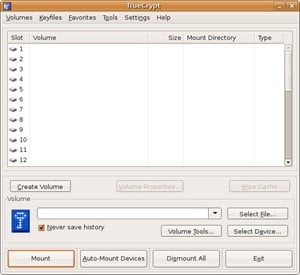 TrueCrypt
Volumes Keyfiles Favorites Tools Settings Help
Slot Volume Size Mount Directory Type
1
2
3
4
5
6
7
8
9
10
11
12
Create Volume Volume Properties... Wipe Cache
Volume
Select File...
Never save history
Volume Tools... Select Device...
Mount Auto-Mount Devices Dismount All Exit